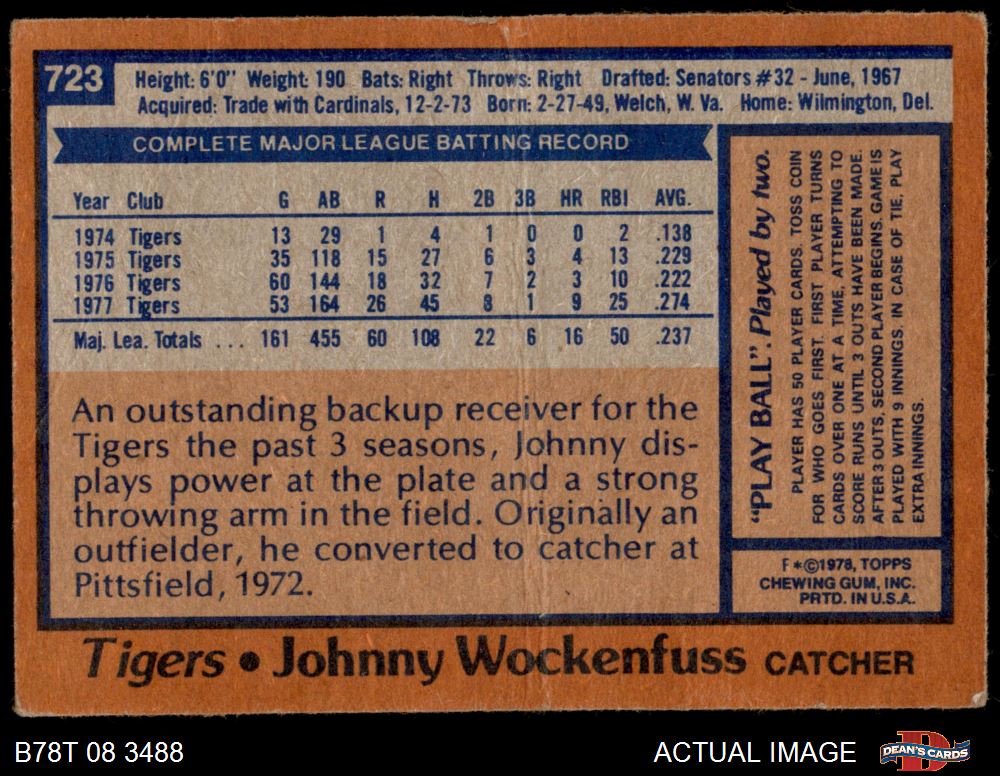 723
Height: 6'0" Weight: 190 Bats: Right Throws: Right Drafted: Senators #32 - June, 1967
Acquired: Trade with Cardinals, 12-2-73 Born: 2-27-49, Welch, W. Va. Home: Wilmington, Del.
COMPLETE MAJOR LEAGUE BATTING RECORD
Year Club G AB R H 2B 3B HR RBI AVG.
1974 Tigers 13 29 1 4 1 0 0 2 .138
1975 Tigers 35 118 15 27 6 3 4 13 .229
1976 Tigers 60 144 18 32 7 2 3 10 .222
1977 Tigers 53 164 26 45 8 1 9 25 .274
Maj. Lea. Totals ... 161 455 60 108 22 6 16 50 .237
An outstanding backup receiver for the
Tigers the past 3 seasons, Johnny dis-
plays power at the plate and a strong
throwing arm in the field. Originally an
outfielder, he converted to catcher at
Pittsfield, 1972.
"PLAY BALL". Played by two.
PLAYER HAS 50 PLAYER CARDS. TOSS COIN
FOR WHO GOES FIRST. FIRST PLAYER TURNS
CARDS OVER ONE AT A TIME, ATTEMPTING TO
SCORE RUNS UNTIL 3 OUTS HAVE BEEN MADE.
AFTER 3 OUTS, SECOND PLAYER BEGINS. GAME IS
PLAYED WITH 9 INNINGS. IN CASE OF TIE, PLAY
EXTRA INNINGS.
F*©1978, TOPPS
CHEWING GUM, INC.
PRTD. IN U.S.A.
Tigers • Johnny Wockenfuss CATCHER
B78T 08 3488
ACTUAL IMAGE
D
DEAN'S CARDS